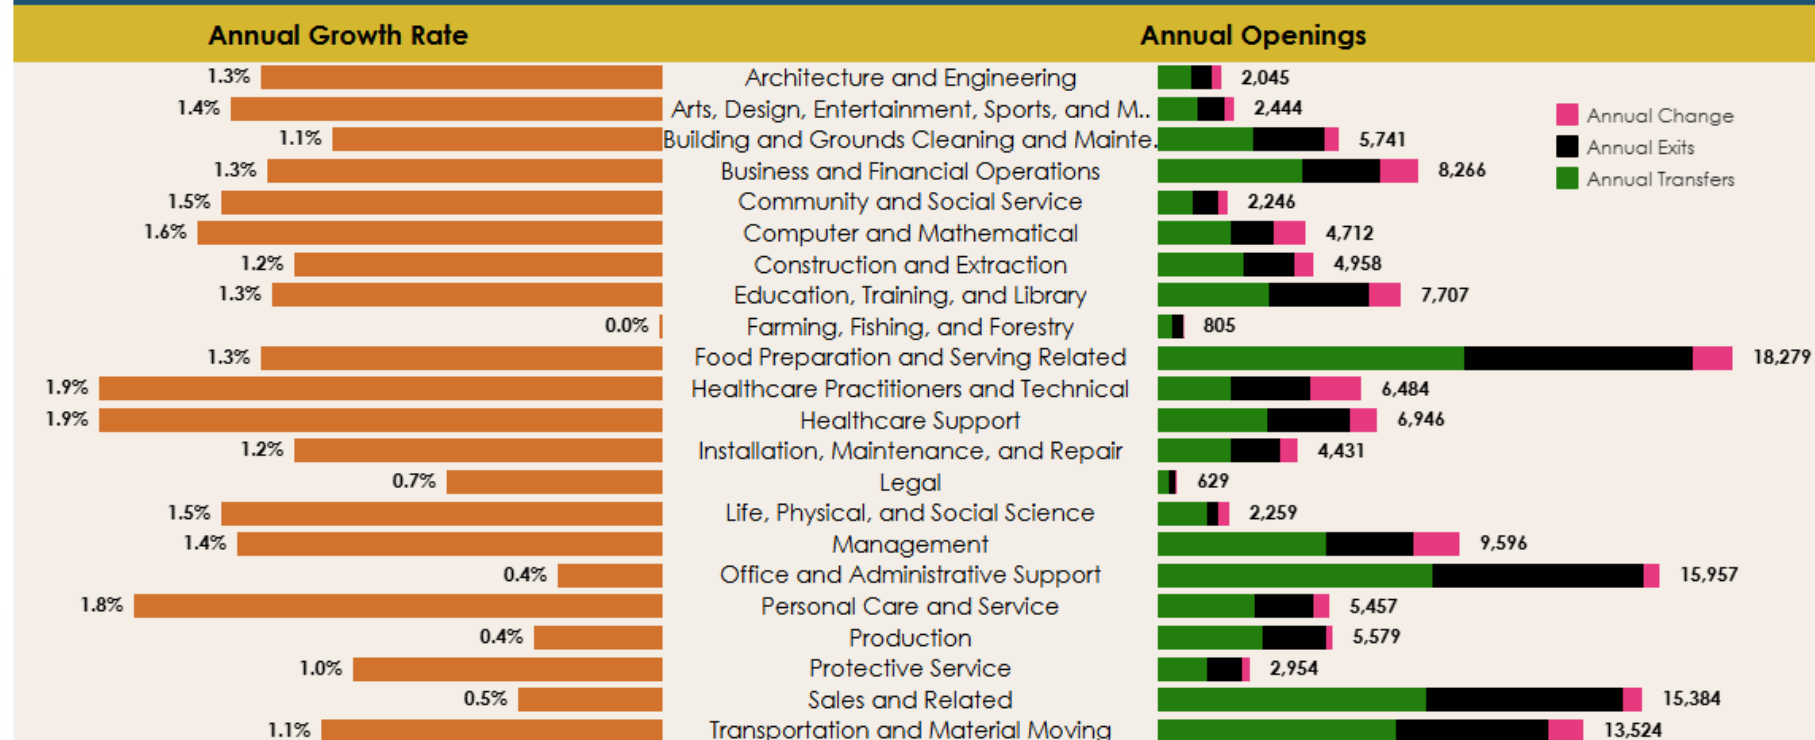 Annual Growth Rate Annual Openings
1.3% Architecture and Engineering 2,045
1.4% Arts, Design, Entertainment, Sports, and M.. 2,444
Annual Change
1.1% Building and Grounds Cleaning and Mainte. 5,741
Annual Exits
1.3% Business and Financial Operations 8,266
Annual Transfers
1.5% Community and Social Service 2,246
1.6% Computer and Mathematical 4,712
1.2% Construction and Extraction 4,958
1.3% Education, Training, and Library 7,707
0.0% Farming, Fishing, and Forestry 805
1.3% Food Preparation and Serving Related 18,279
1.9% Healthcare Practitioners and Technical 6,484
1.9% Healthcare Support 6,946
1.2% Installation, Maintenance, and Repair 4,431
0.7% Legal 629
1.5% Life, Physical, and Social Science 2,259
1.4% Management 9,596
0.4% Office and Administrative Support 15,957
1.8% Personal Care and Service 5,457
0.4% Production 5,579
1.0% Protective Service 2,954
0.5% Sales and Related 15,384
1.1% Transportation and Material Moving 13,524